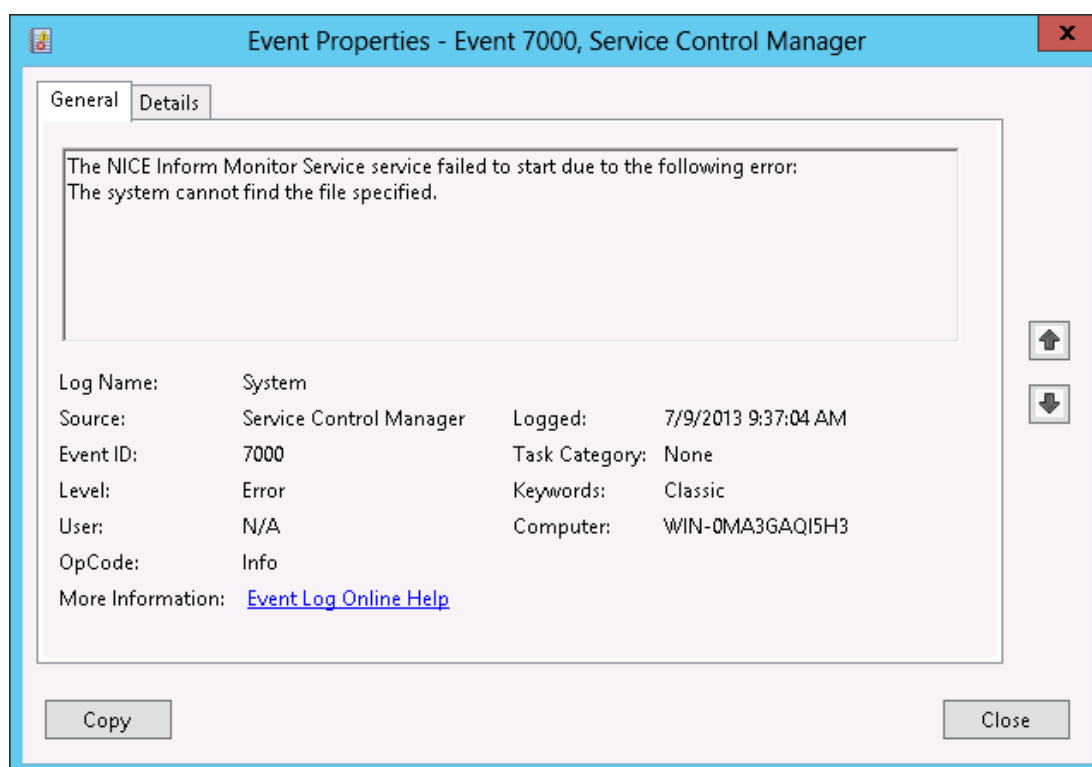 Event Properties - Event 7000, Service Control Manager
x
General Details
The NICE Inform Monitor Service service failed to start due to the following error:
The system cannot find the file specified.
Log Name: System
Source: Service Control Manager Logged: 7/9/2013 9:37:04 AM
Event ID: 7000 Task Category: None
Level: Error Keywords: Classic
User: N/A Computer: WIN-0MA3GAQI5H3
OpCode: Info
More Information: Event Log Online Help
Copy Close